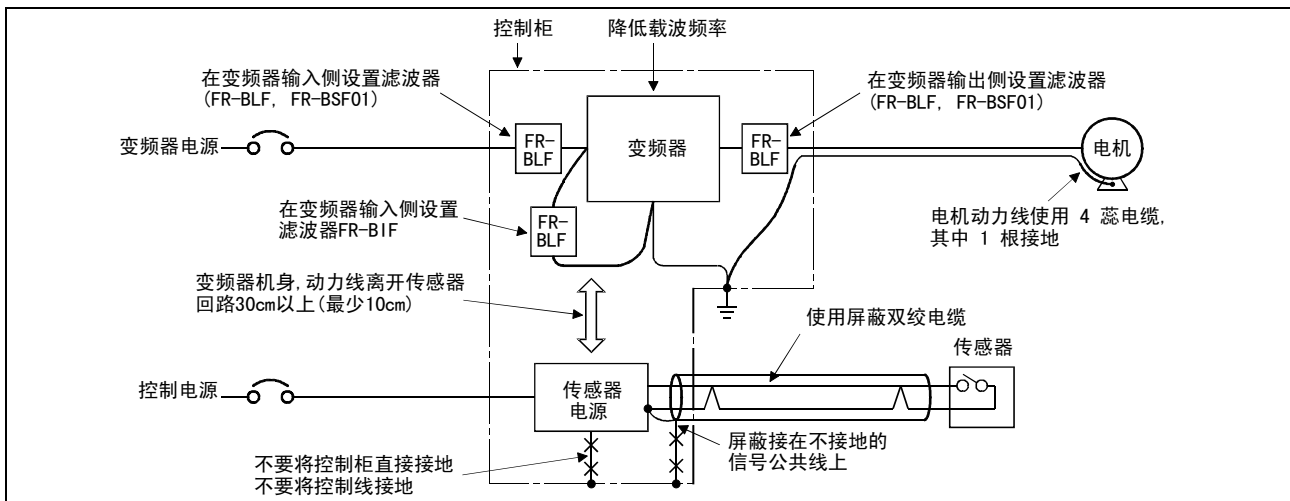 控制柜
降低载波频率
在变频器输入侧设置滤波器
(FR-BLF, FR-BSF01)
在变频器输出侧设置滤波器
(FR-BLF, FR-BSF01)
变频器电源
FR-
BLF
变频器
FR-
BLF
电机
在变频器输入侧设置
滤波器FR-BIF
FR-
BLF
电机动力线使用 4 蕊电缆,
其中 1 根接地
变频器机身,动力线离开传感器
回路30cm以上(最少10cm)
使用屏蔽双绞电缆
传感器
控制电源
传感器
电源
不要将控制柜直接接地
不要将控制线接地
屏蔽接在不接地的
信号公共线上